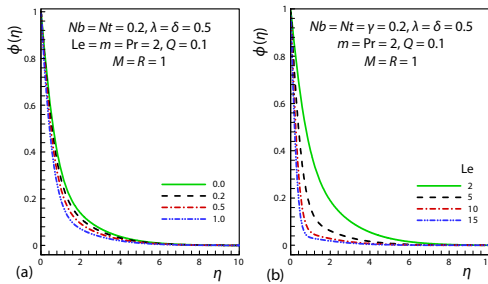 Nb = Nt = 0.2, λ = δ = 0.5
Le = m = Pr = 2, Q = 0.1
M = R = 1
ϕ(η)
1
0.8
0.6
0.4
0.2
0
0.0
0.2
0.5
1.0
0 2 4 6 8 10
(a) η
Nb = Nt = γ = 0.2, λ = δ = 0.5
m = Pr = 2, Q = 0.1
M = R = 1
ϕ(η)
1
0.8
0.6
0.4
0.2
0
Le
2
5
10
15
0 2 4 6 8 10
(b) η